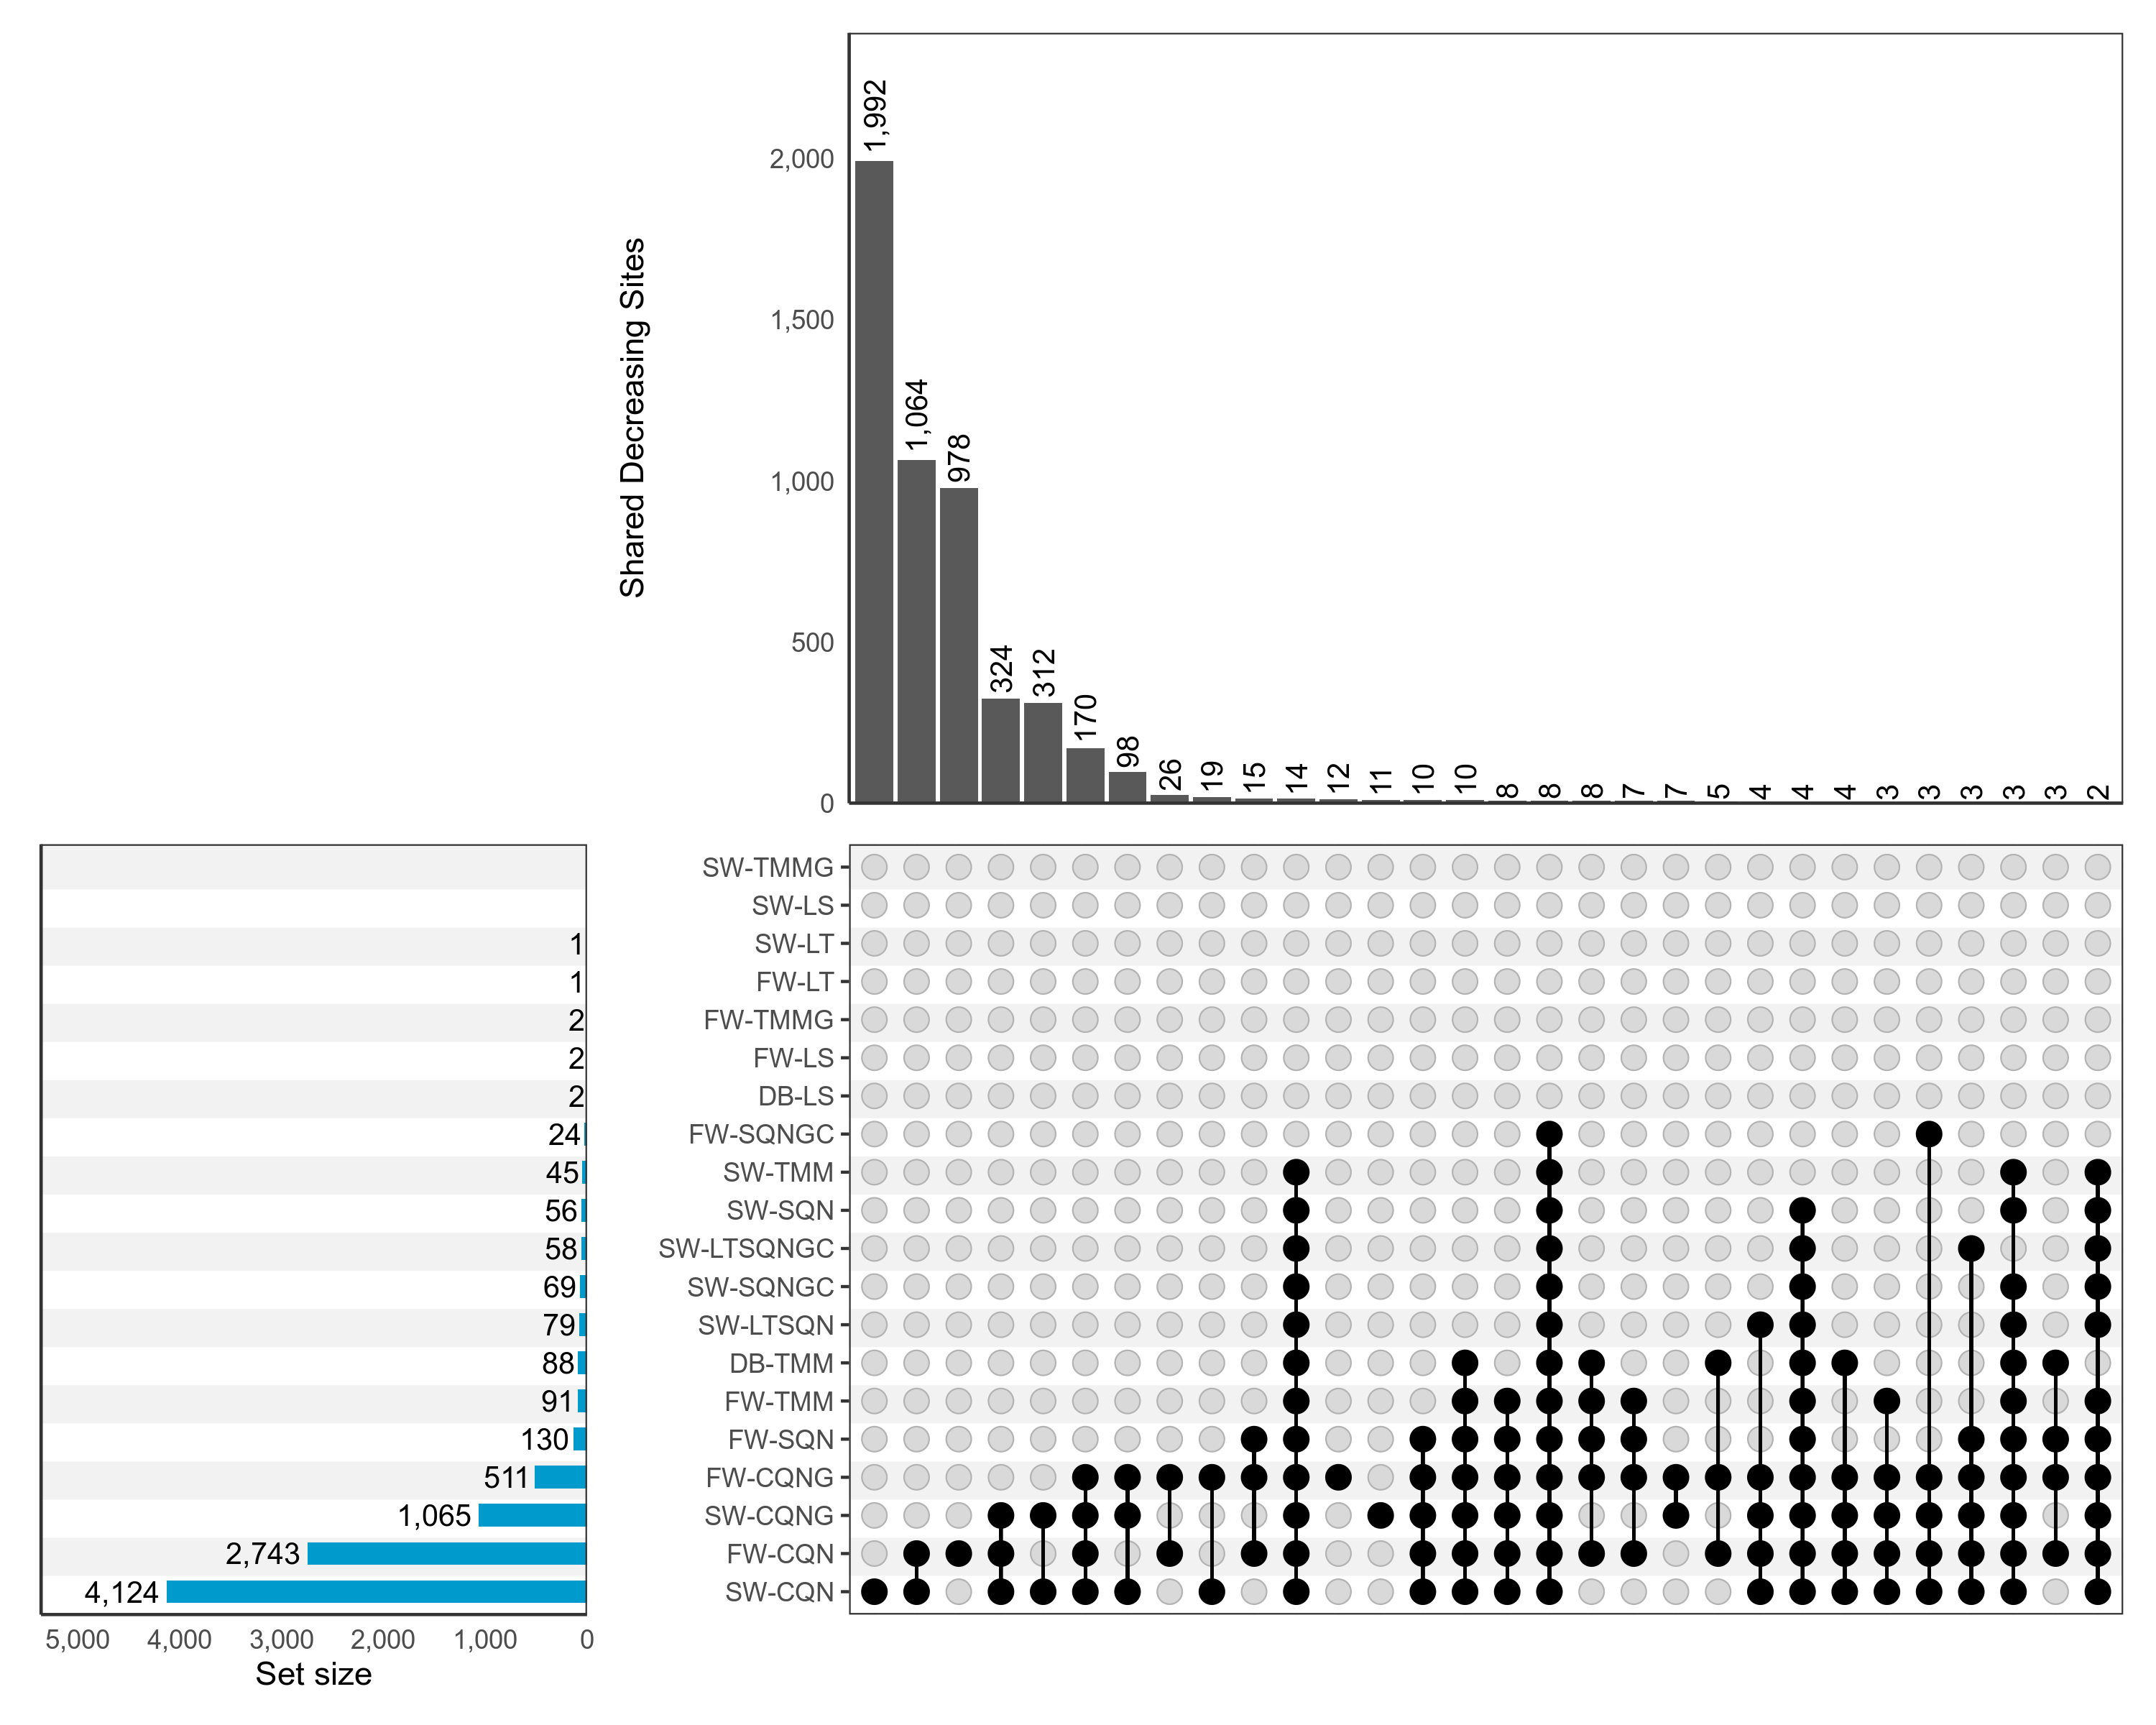 Shared Decreasing Sites
2,000
1,500
1,000
500
0
1,992
1,064
978
324
312
170
98
26
19
15
14
12
11
10
10
8
8
8
7
7
5
4
4
4
3
3
3
3
3
2
SW-TMMG
SW-LS
1 SW-LT
1 FW-LT
2 FW-TMMG
2 FW-LS
2 DB-LS
24 FW-SQNGC
45 SW-TMM
56 SW-SQN
58 SW-LTSQNGC
69 SW-SQNGC
79 SW-LTSQN
88 DB-TMM
91 FW-TMM
130 FW-SQN
511 FW-CQNG
1,065 SW-CQNG
2,743 FW-CQN
4,124 SW-CQN
5,000 4,000 3,000 2,000 1,000 0
Set size